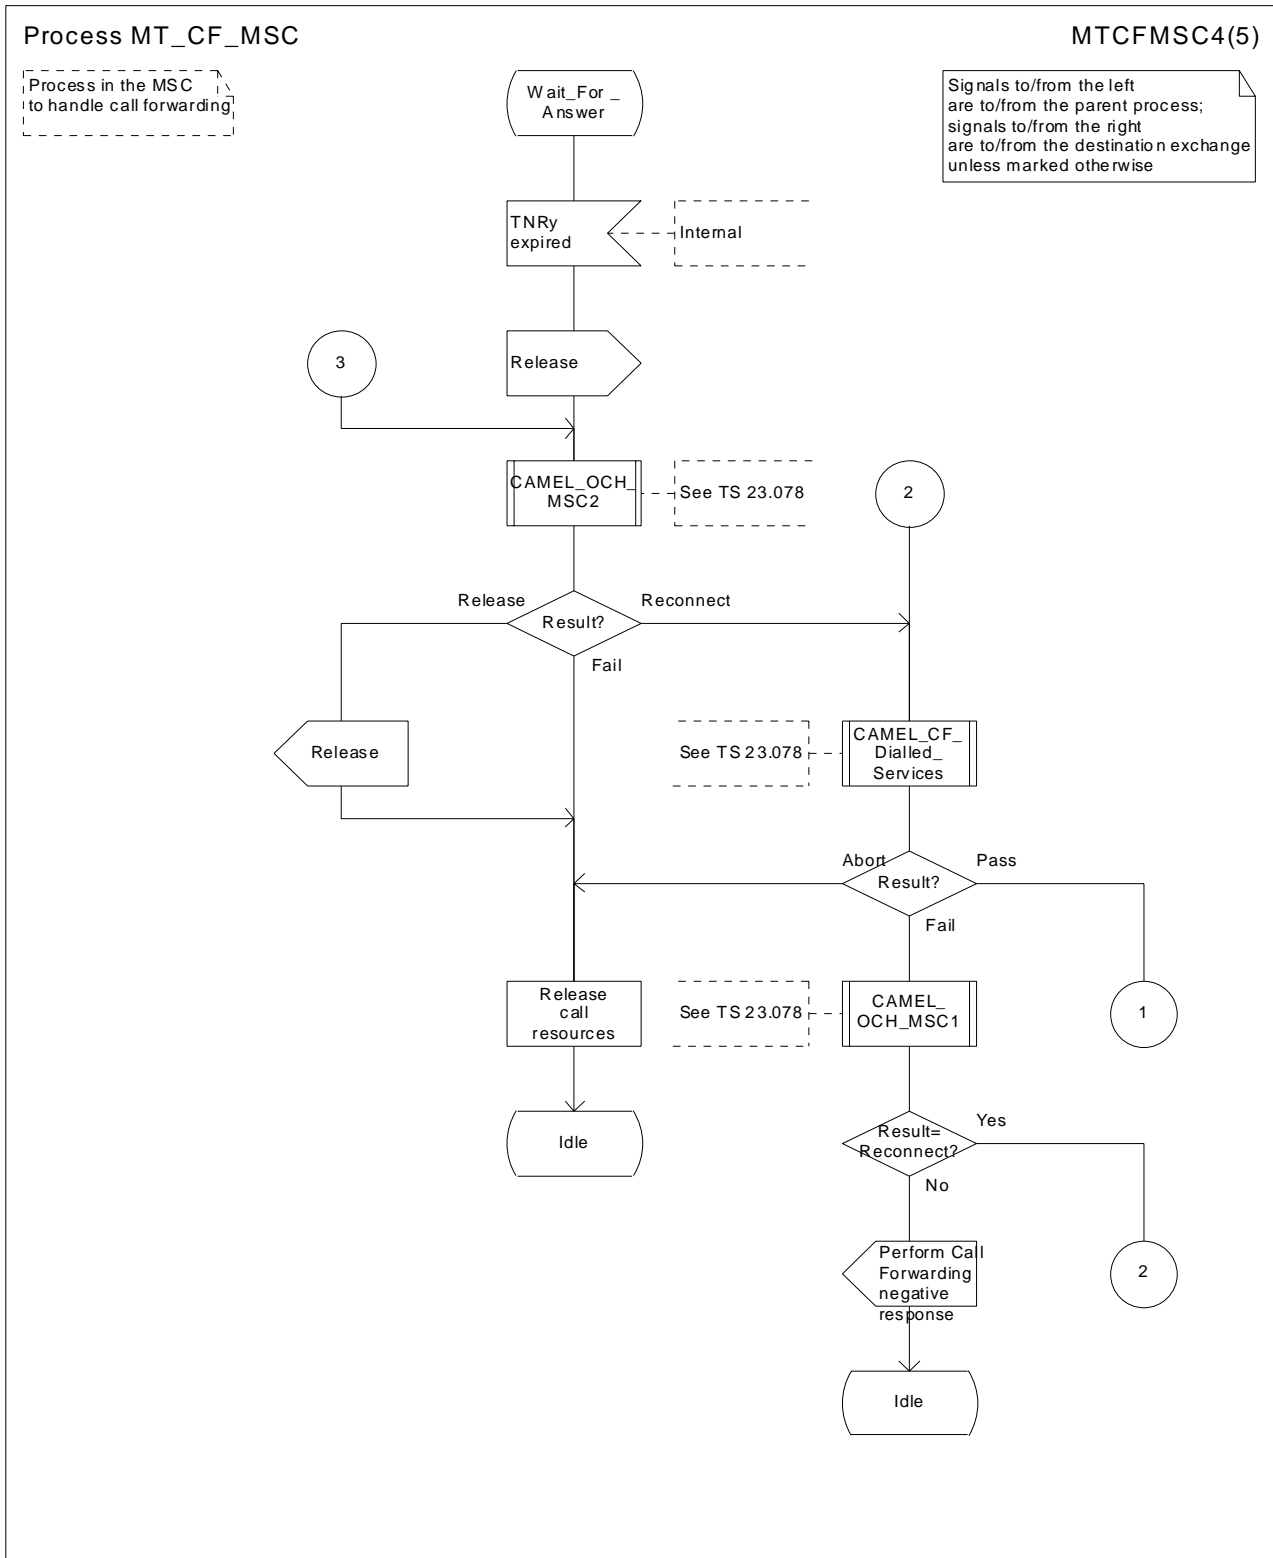 Process MT_CF_MSC
MTCFMSC4(5)
Process in the MSC
to handle call forwarding
Signals to/from the left
are to/from the parent process;
signals to/from the right
are to/from the destination exchange
unless marked otherwise
Wait_For_
Answer
TNRy
expired
Internal
Release
3
CAMEL_OCH_
MSC2
See TS 23.078
2
Release
Reconnect
Result?
Fail
Release
See TS 23.078
CAMEL_CF_
Dialled_
Services
Abort
Pass
Result?
Fail
Release
call
resources
See TS 23.078
CAMEL_
OCH_MSC1
1
Idle
Result=
Reconnect?
Yes
No
Perform Call
Forwarding
negative
response
2
Idle